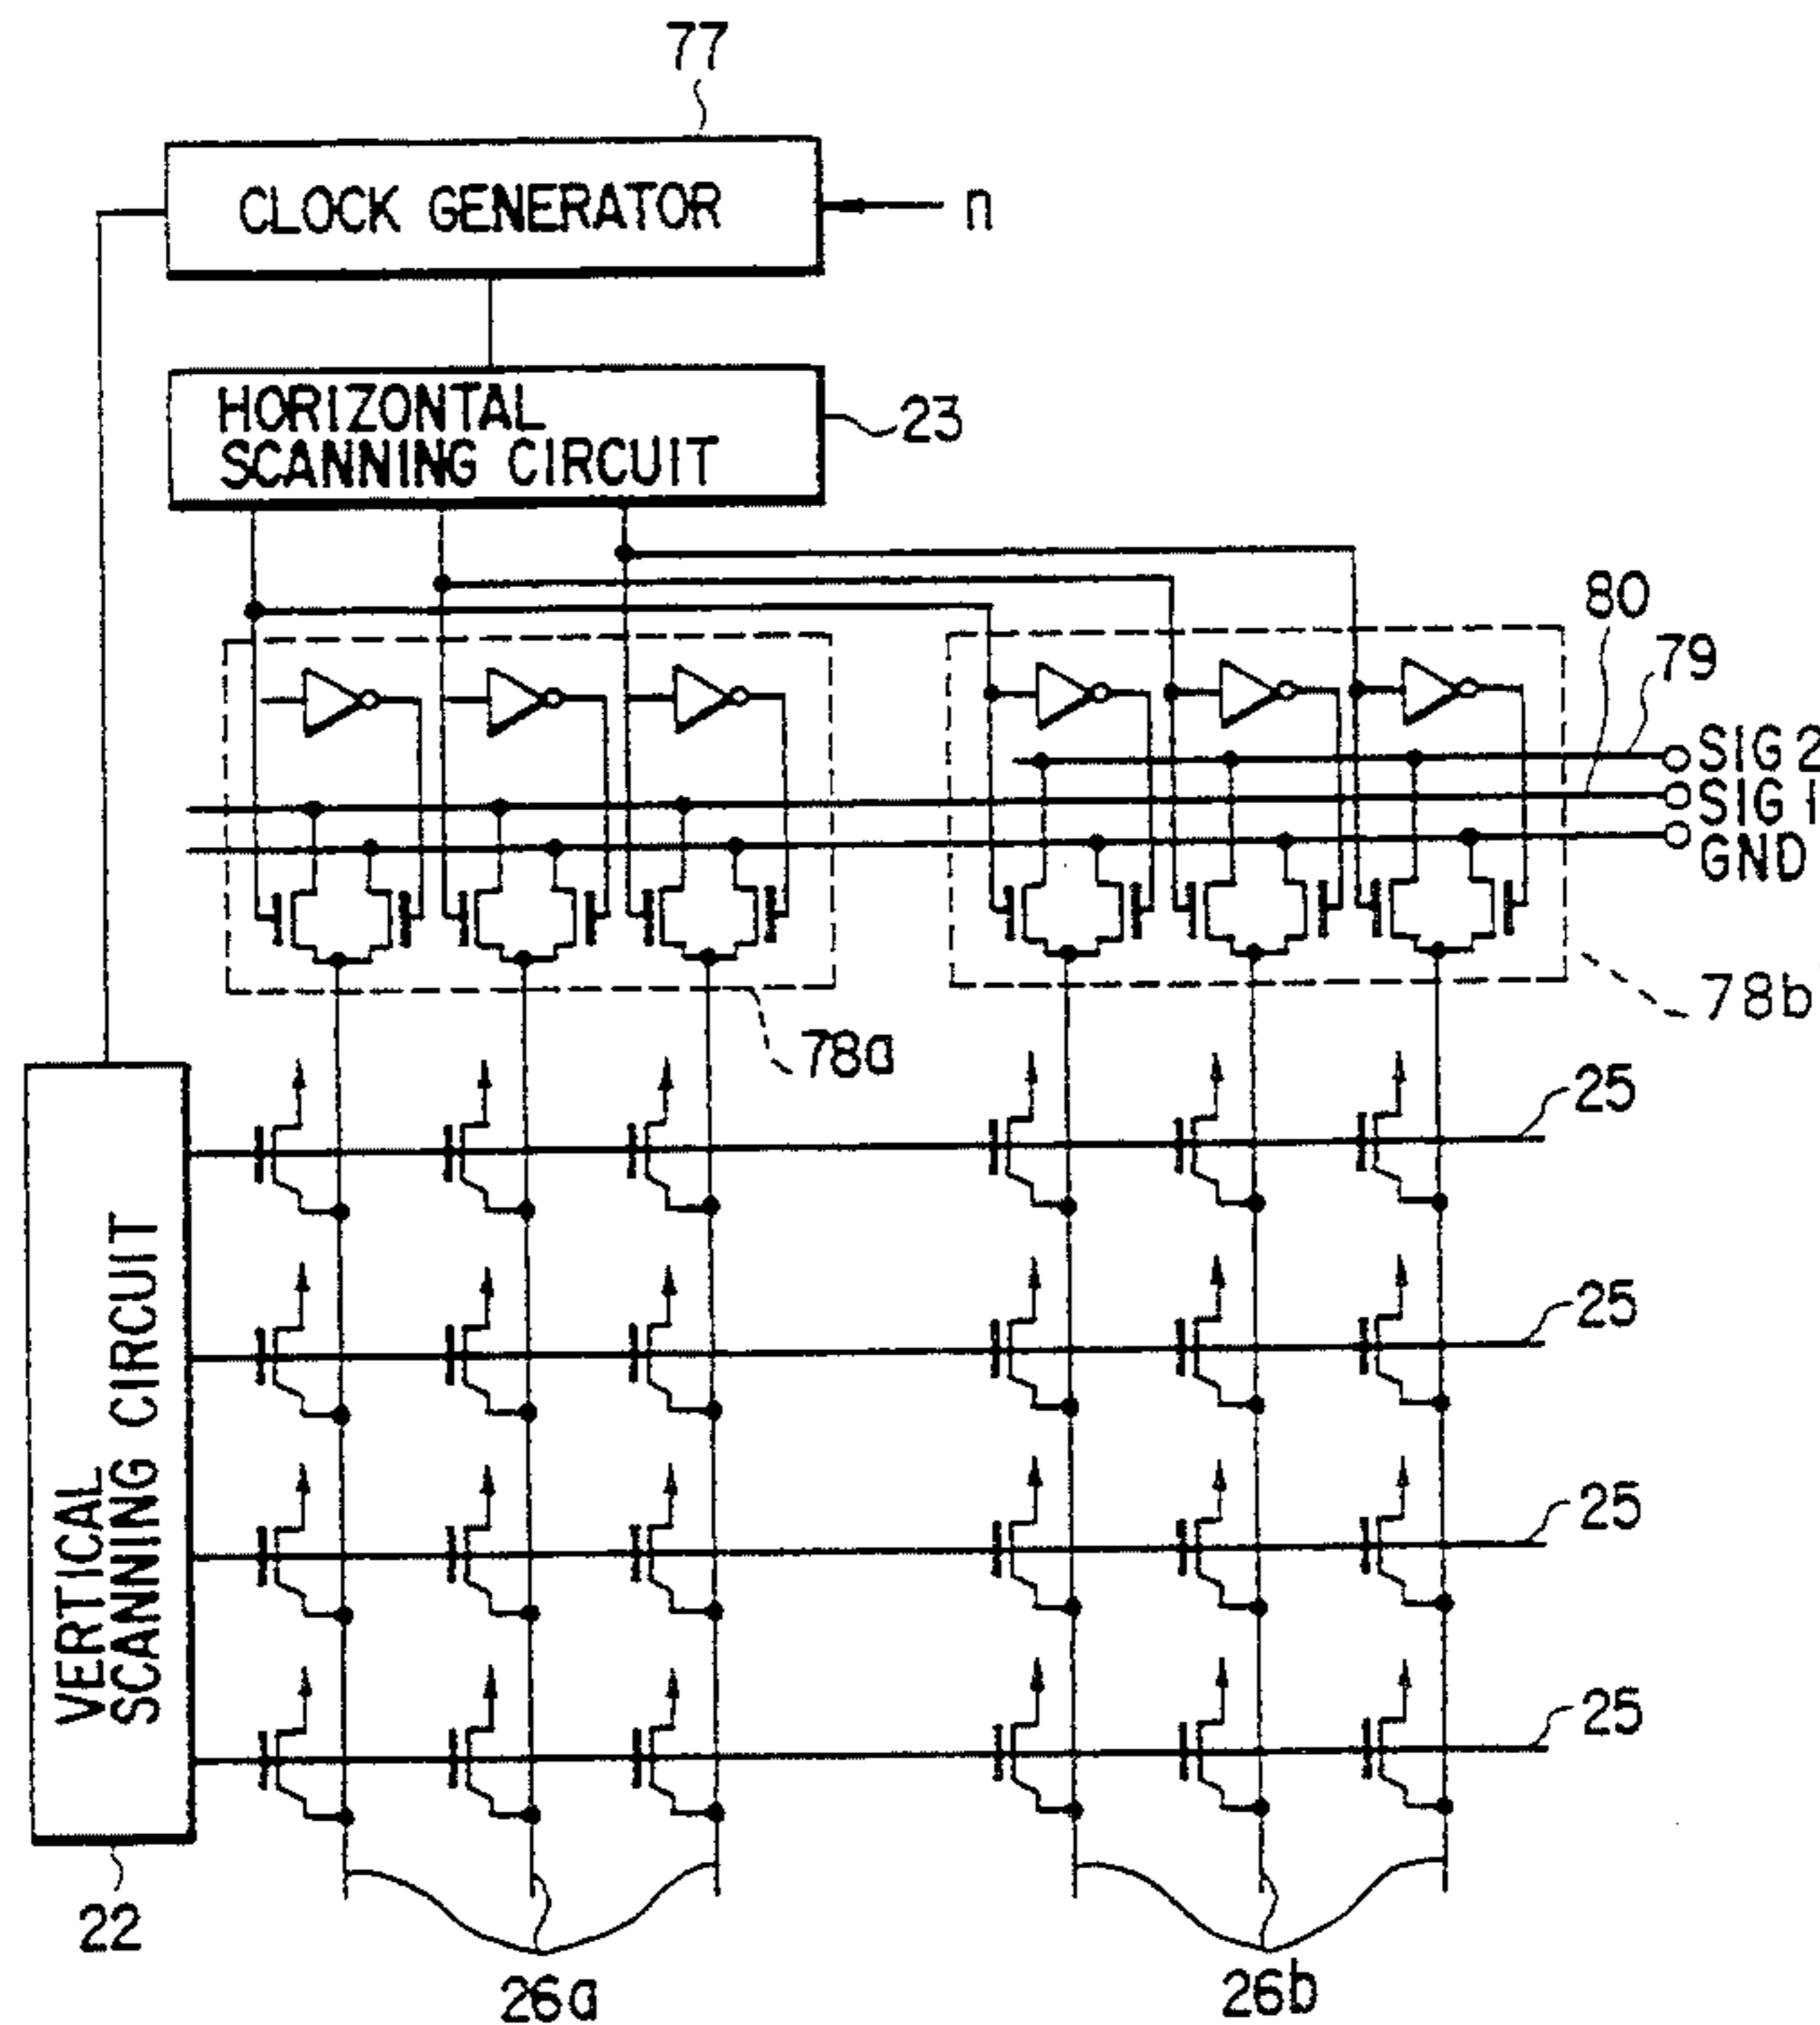 77
CLOCK GENERATOR
n
HORIZONTAL
SCANNING CIRCUIT
23
80
79
SIG 2
SIG 1
GND
78a
78b
25
25
25
25
VERTICAL
SCANNING CIRCUIT
22
26a
26b